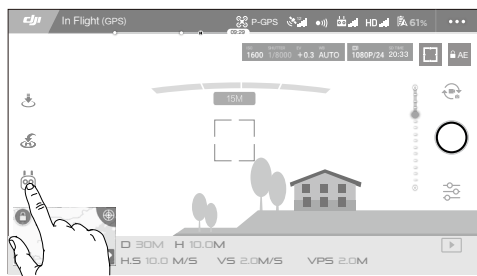 dji In Flight (GPS) P-GPS HD 61% •••
09:29
1600 1/8000 +0.3 AUTO 1080P/24 20:33 AE
15M
D 30M H 10.0M
H.S 10.0 M/S VS 2.0M/S VPS 2.0M